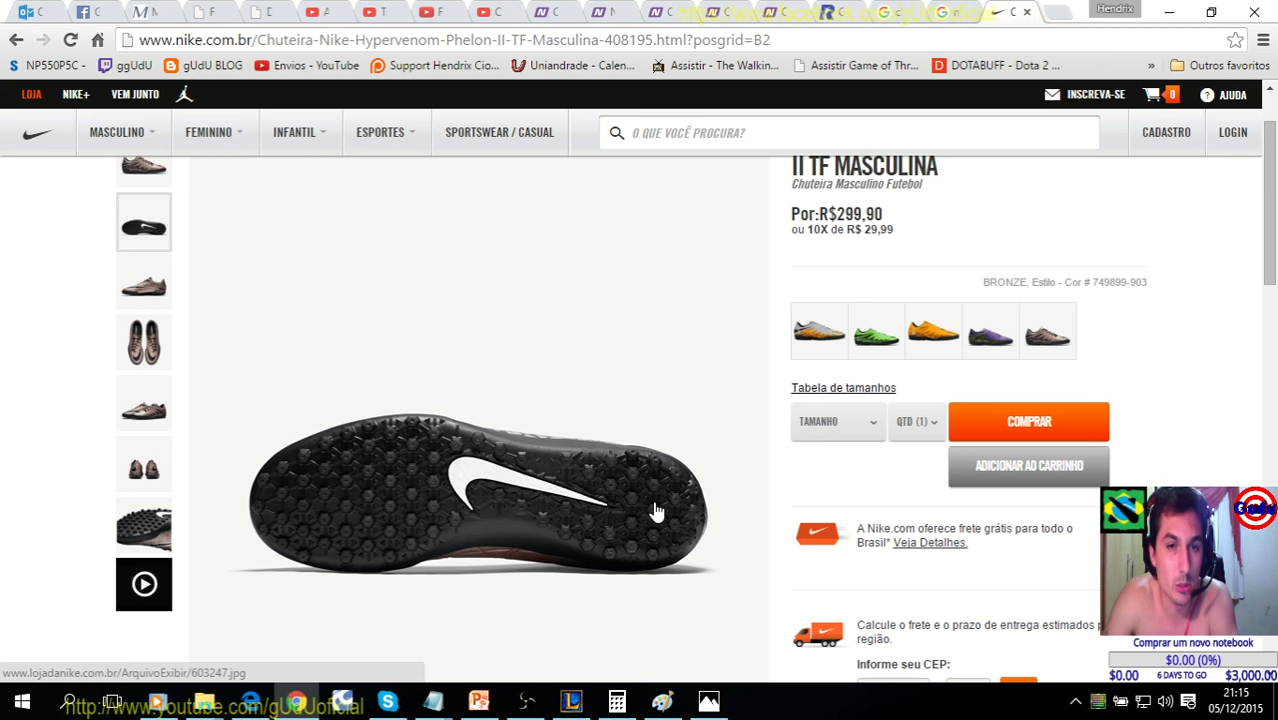 Hendrix
www.nike.com.br/Chuteira-Nike-Hypervenom-Phelon-II-TF-Masculina-408195.html?posgrid=B2
NP550P5C -
ggUdU
gUdU BLOG
Envios - YouTube
Support Hendrix Cio...
Uniandrade - Calen...
Assistir - The Walkin...
Assistir Game of Thr...
DOTABUFF - Dota 2 ...
»
Outros favoritos
LOJA
NIKE+
VEM JUNTO
INSCREVA-SE
0
AJUDA
MASCULINO
FEMININO
INFANTIL
ESPORTES
SPORTSWEAR / CASUAL
O QUE VOCÊ PROCURA?
CADASTRO
LOGIN
II TF MASCULINA
Chuteira Masculino Futebol
Por:R$299,90
ou 10X de R$ 29,99
BRONZE, Estilo - Cor # 749899-903
Tabela de tamanhos
TAMANHO
QTD (1)
COMPRAR
ADICIONAR AO CARRINHO
A Nike.com oferece frete grátis para todo o
Brasil* Veja Detalhes.
Calcule o frete e o prazo de entrega estimados
região.
Informe seu CEP:
Gudu
Comprar um novo notebook
$0.00 (0%)
$0.00
6 DAYS TO GO
$3,000.00
www.lojadanike.com.br/ArquivoExibir/603247.jpg
http://www.youtube.com/gUdUofficial
21:15
05/12/2015